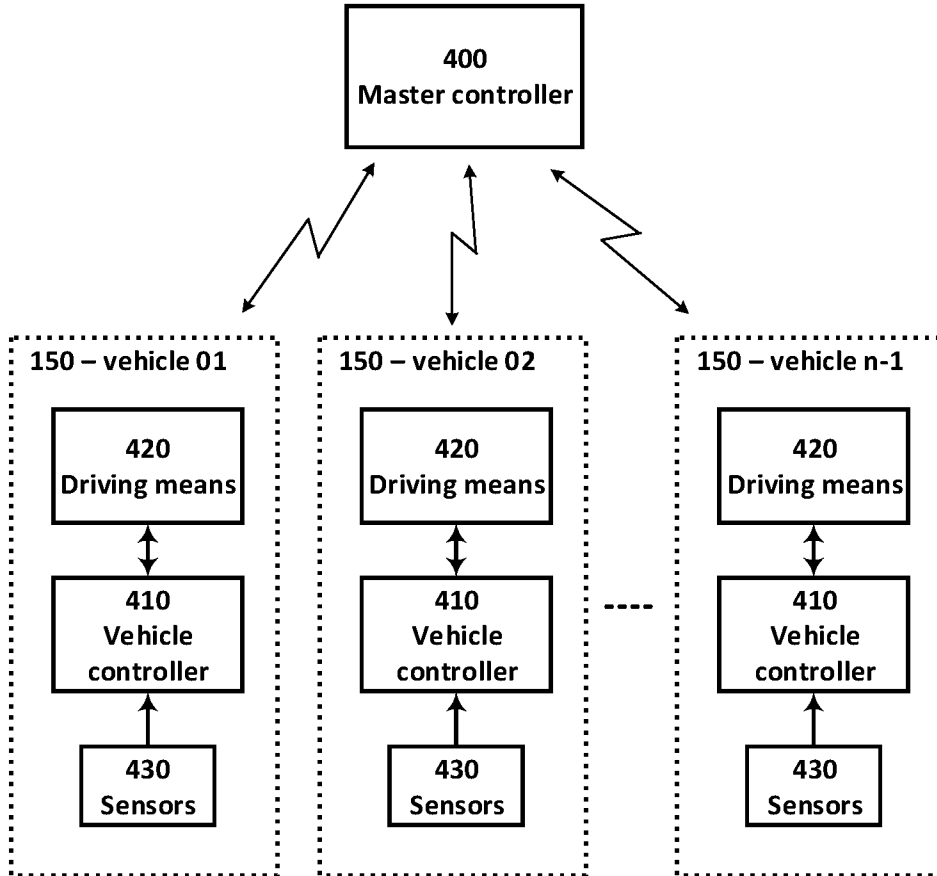 400
Master controller
150 – vehicle 01
420
Driving means
410
Vehicle
controller
430
Sensors
150 – vehicle 02
420
Driving means
410
Vehicle
controller
430
Sensors
150 – vehicle n-1
420
Driving means
410
Vehicle
controller
430
Sensors